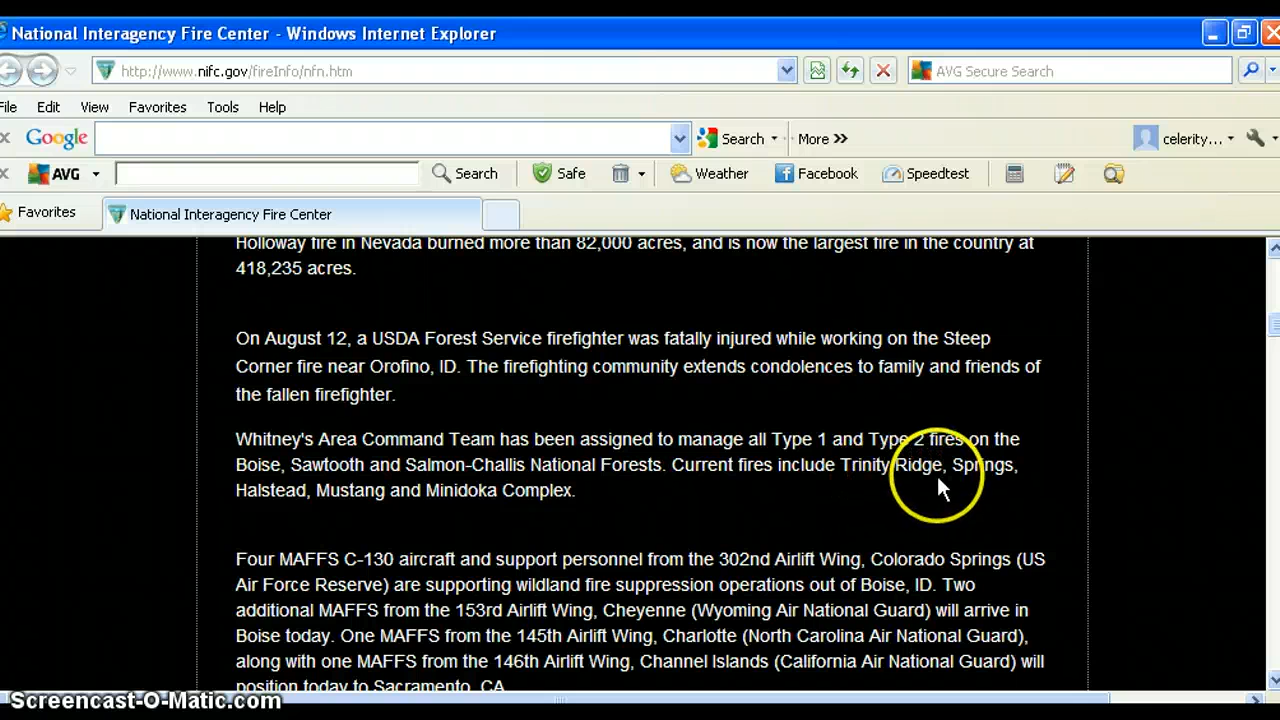 National Interagency Fire Center - Windows Internet Explorer
http://www.nifc.gov/fireInfo/nfn.htm
AVG Secure Search
File Edit View Favorites Tools Help
x Google Search More >> celerity...
x AVG Search Safe Weather Facebook Speedtest
Favorites National Interagency Fire Center
Holloway fire in Nevada burned more than 82,000 acres, and is now the largest fire in the country at
418,235 acres.
On August 12, a USDA Forest Service firefighter was fatally injured while working on the Steep
Corner fire near Orofino, ID. The firefighting community extends condolences to family and friends of
the fallen firefighter.
Whitney's Area Command Team has been assigned to manage all Type 1 and Type 2 fires on the
Boise, Sawtooth and Salmon-Challis National Forests. Current fires include Trinity Ridge, Springs,
Halstead, Mustang and Minidoka Complex.
Four MAFFS C-130 aircraft and support personnel from the 302nd Airlift Wing, Colorado Springs (US
Air Force Reserve) are supporting wildland fire suppression operations out of Boise, ID. Two
additional MAFFS from the 153rd Airlift Wing, Cheyenne (Wyoming Air National Guard) will arrive in
Boise today. One MAFFS from the 145th Airlift Wing, Charlotte (North Carolina Air National Guard),
along with one MAFFS from the 146th Airlift Wing, Channel Islands (California Air National Guard) will
position today to Sacramento, CA
Screencast-O-Matic.com